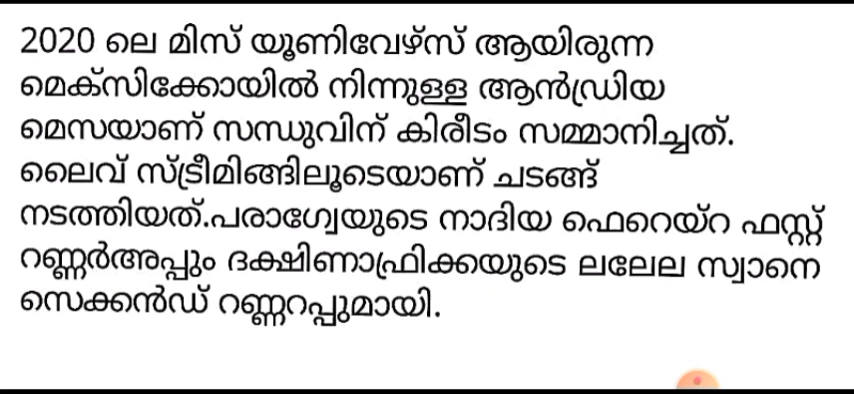 2020 ലെ മിസ് യൂണിവേഴ്സ് ആയിരുന്ന
മെക്സിക്കോയിൽ നിന്നുള്ള ആൻഡ്രിയ
മെസയാണ് സന്ധുവിന് കിരീടം സമ്മാനിച്ചത്.
ലൈവ് സ്ട്രീമിങ്ങിലൂടെയാണ് ചടങ്ങ്
നടത്തിയത്.പരാഗ്വേയുടെ നാദിയ ഫെറെയ്റ ഫസ്റ്റ്
റണ്ണർഅപ്പും ദക്ഷിണാഫ്രിക്കയുടെ ലലേല സ്വാനെ
സെക്കൻഡ് റണ്ണറപ്പുമായി.